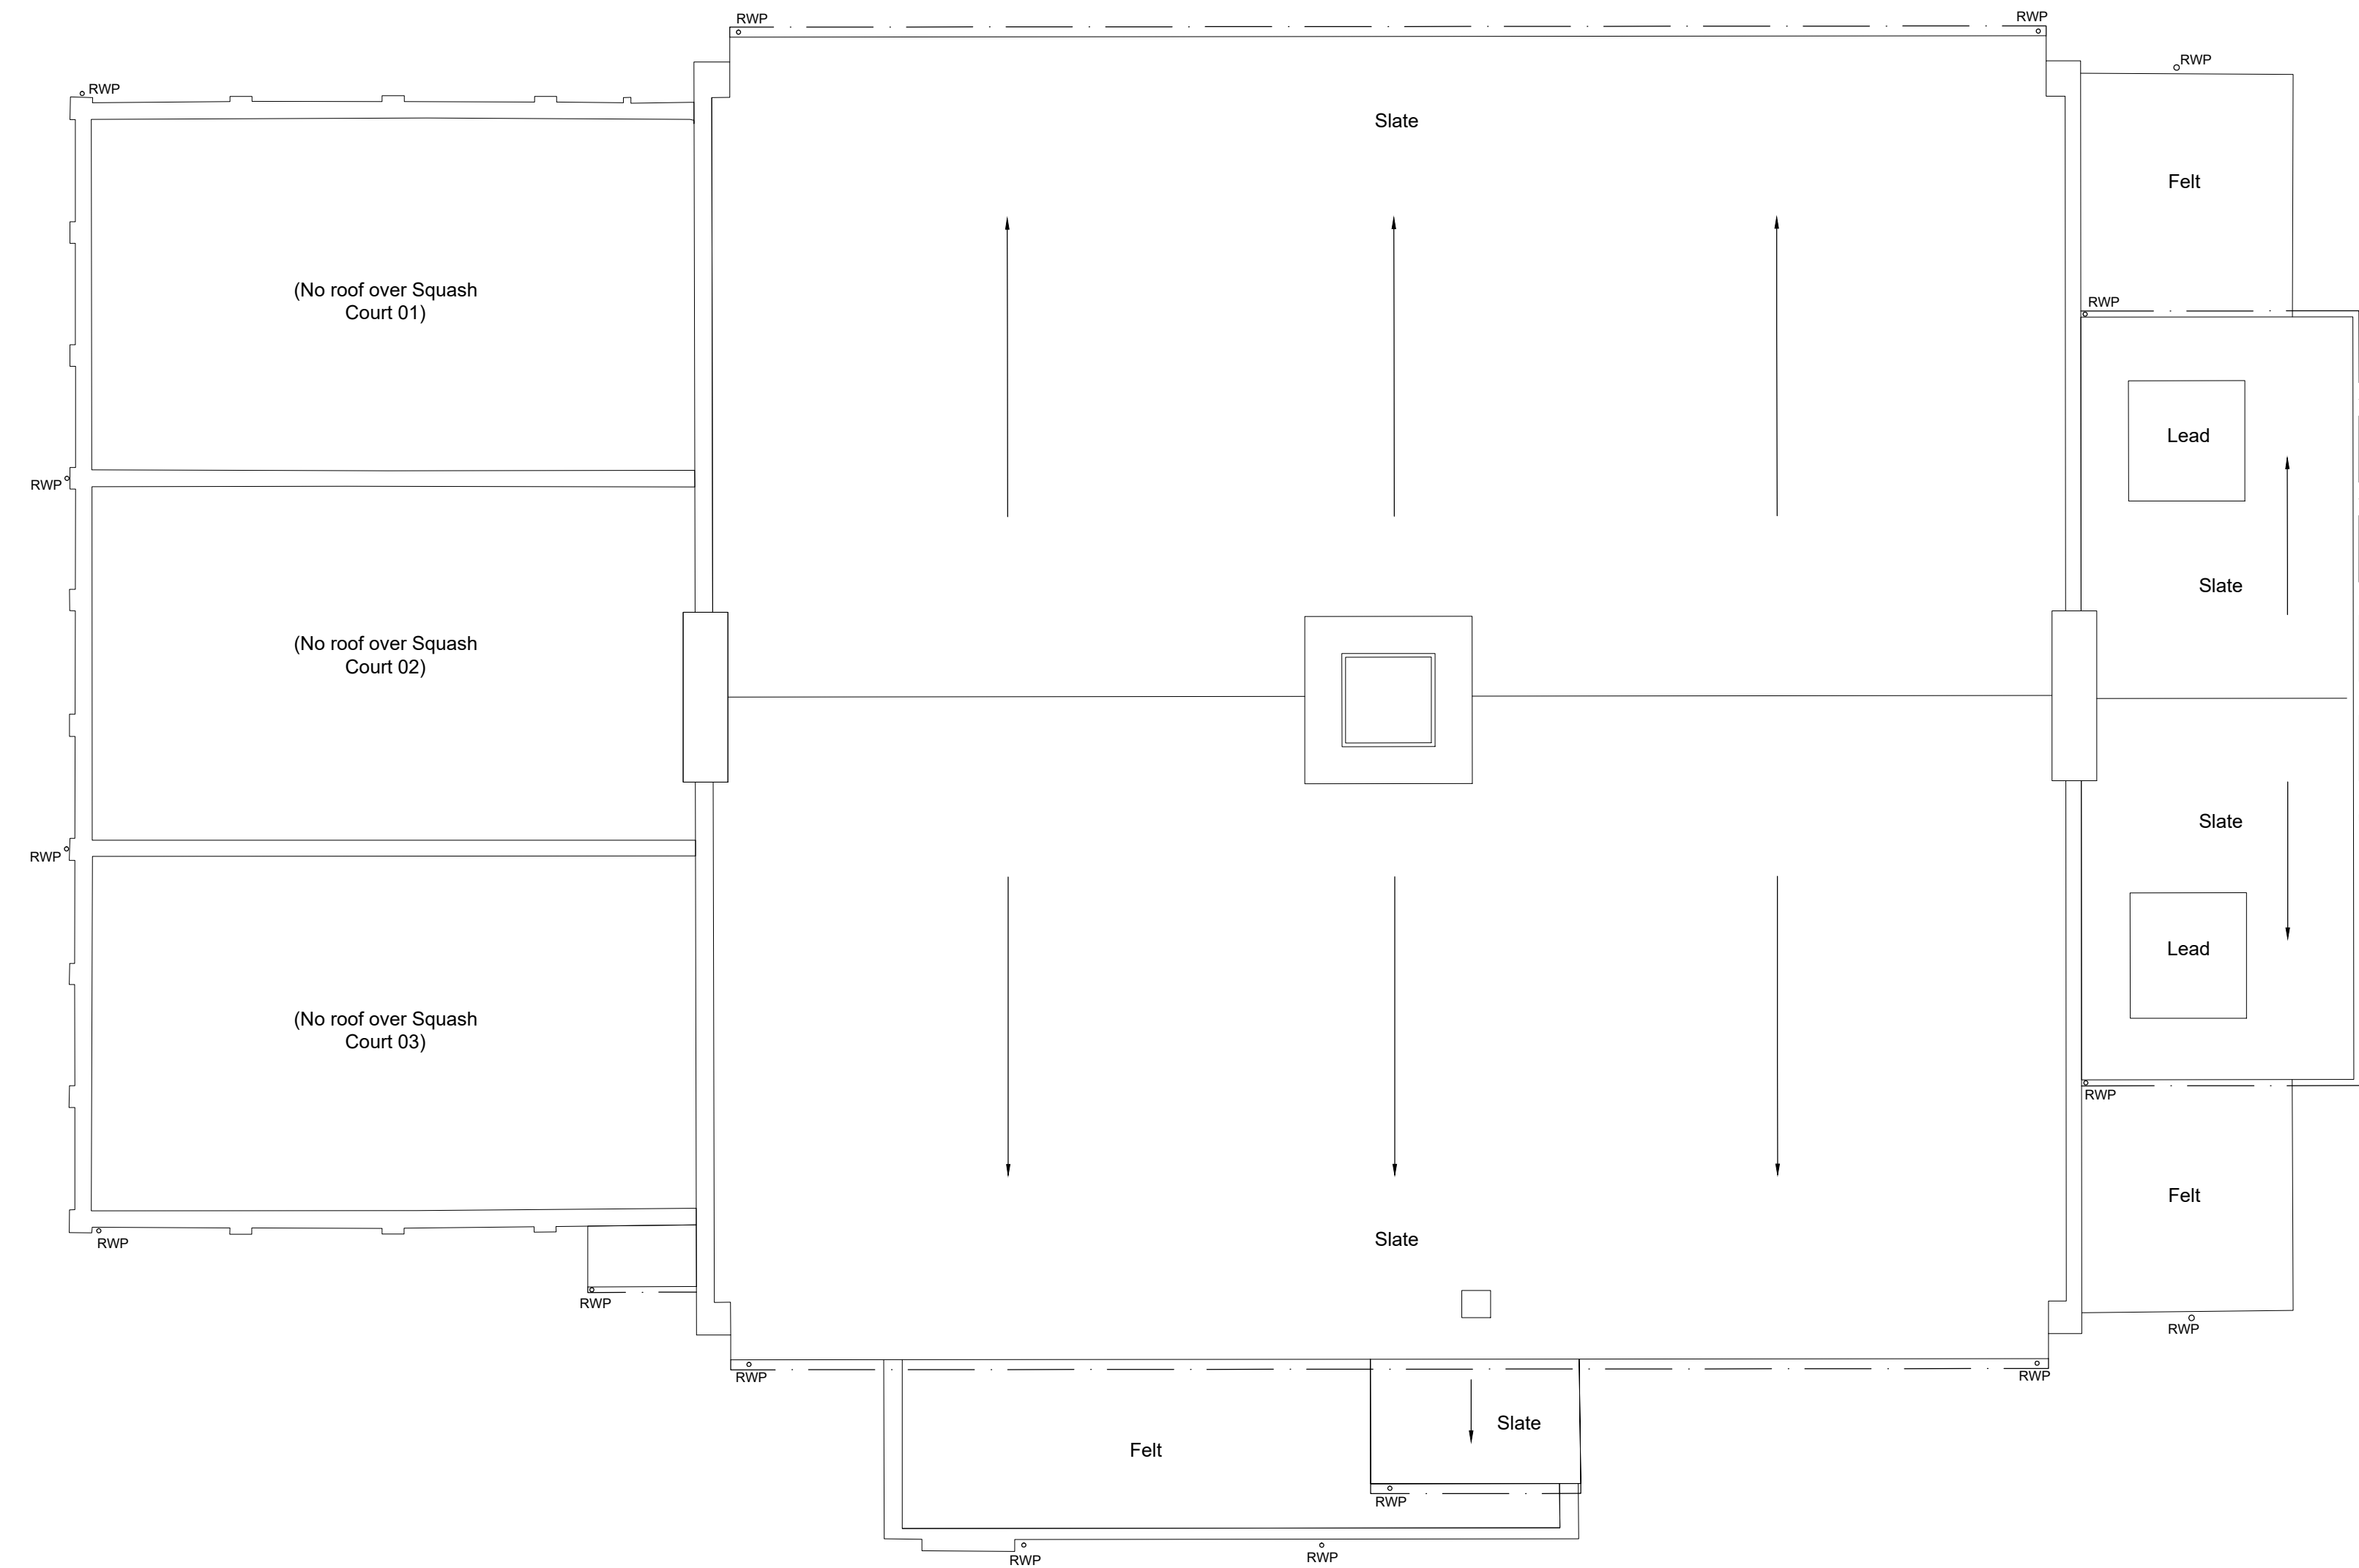 RWP
RWP
RWP
RWP
Slate
Felt
(No roof over Squash
Court 01)
RWP
Lead
RWP
Slate
(No roof over Squash
Court 02)
Slate
RWP
Lead
(No roof over Squash
Court 03)
RWP
Felt
Slate
RWP
RWP
RWP
RWP
RWP
Slate
Felt
RWP
RWP
RWP